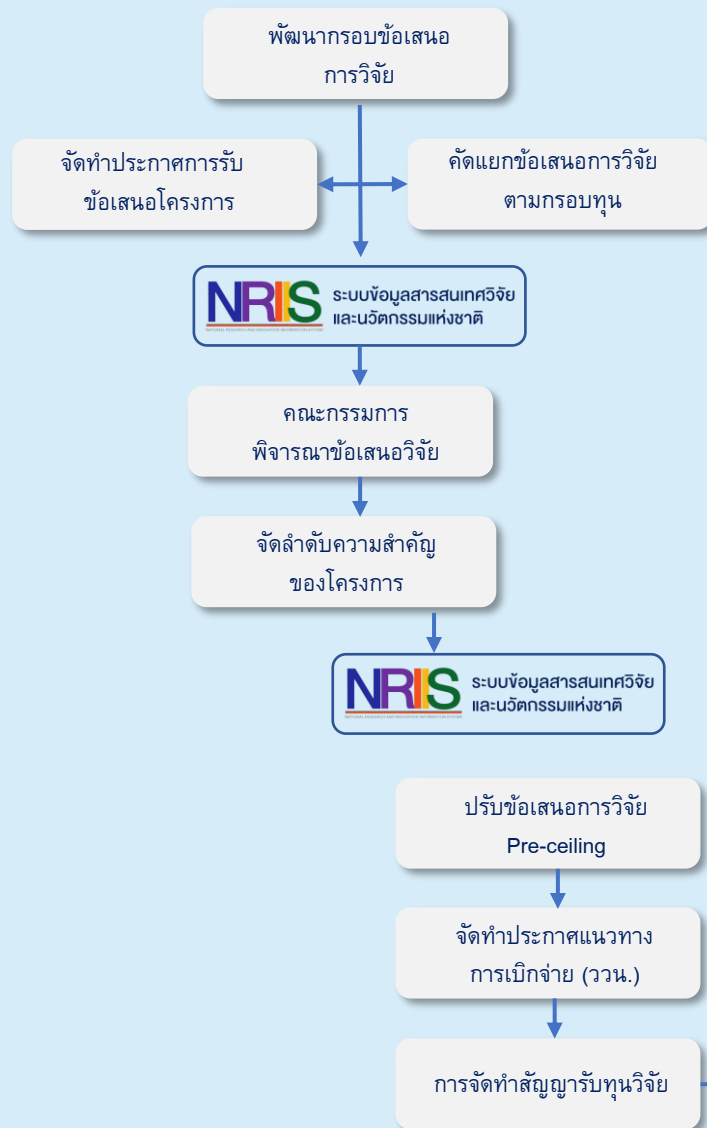 พัฒนากรอบข้อเสนอ
การวิจัย
จัดทำประกาศการรับ
ข้อเสนอโครงการ
คัดแยกข้อเสนอการวิจัย
ตามกรอบทุน
NRIIS
ระบบข้อมูลสารสนเทศวิจัย
และนวัตกรรมแห่งชาติ
NATIONAL RESEARCH AND INNOVATION INFORMATION SYSTEM
คณะกรรมการ
พิจารณาข้อเสนอวิจัย
จัดลำดับความสำคัญ
ของโครงการ
NRIIS
ระบบข้อมูลสารสนเทศวิจัย
และนวัตกรรมแห่งชาติ
NATIONAL RESEARCH AND INNOVATION INFORMATION SYSTEM
ปรับข้อเสนอการวิจัย
Pre-ceiling
จัดทำประกาศแนวทาง
การเบิกจ่าย (ววน.)
การจัดทำสัญญารับทุนวิจัย